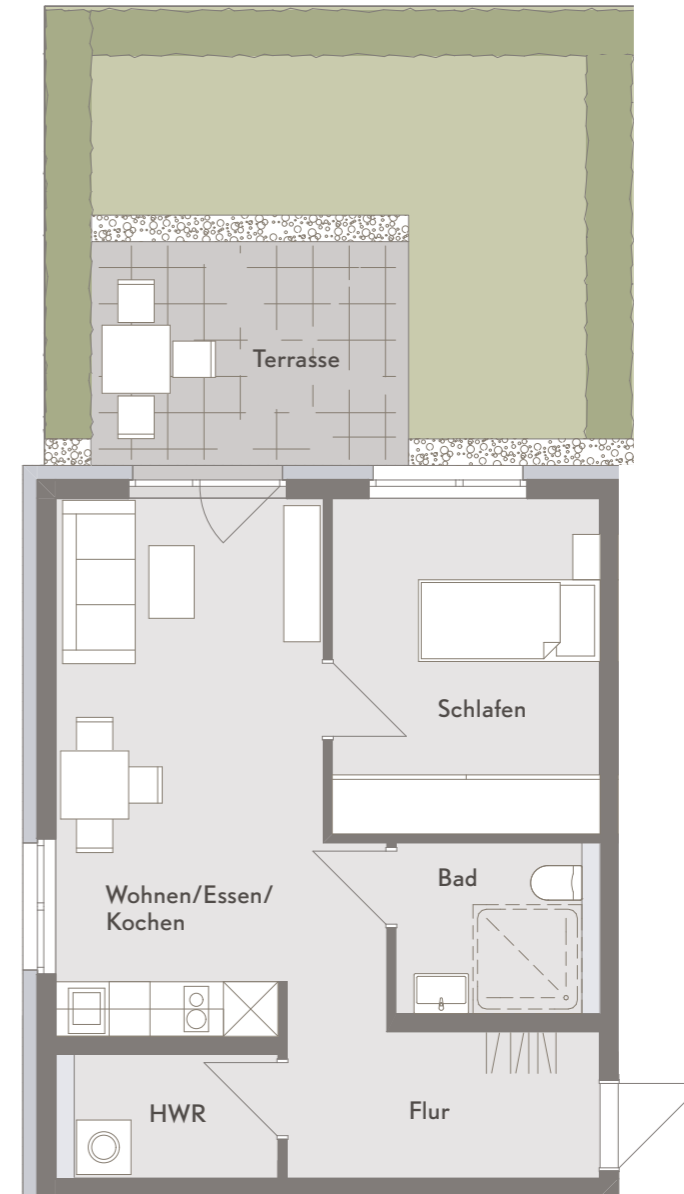 Terrasse
Schlafen
Bad
Wohnen/Essen/
Kochen
HWR
Flur